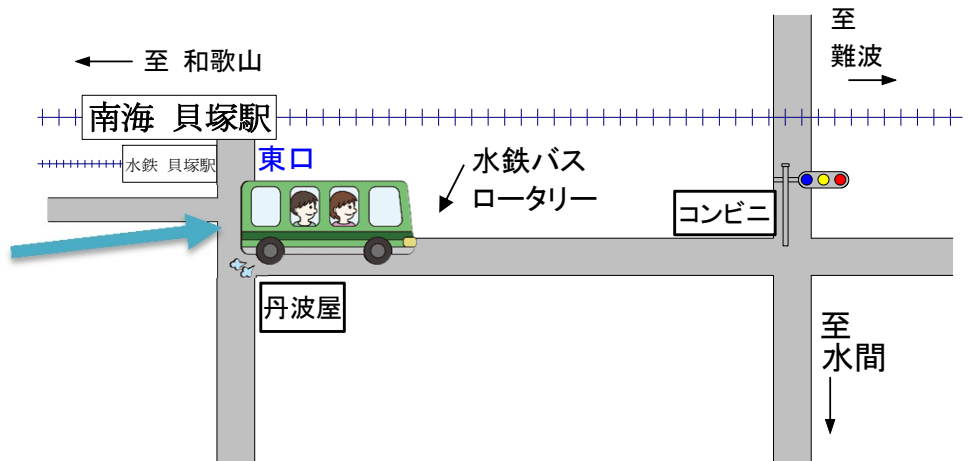 至
難波
至 和歌山
南海 貝塚駅
水鉄 貝塚駅
東口
水鉄バス
ロータリー
コンビニ
丹波屋
至
水間